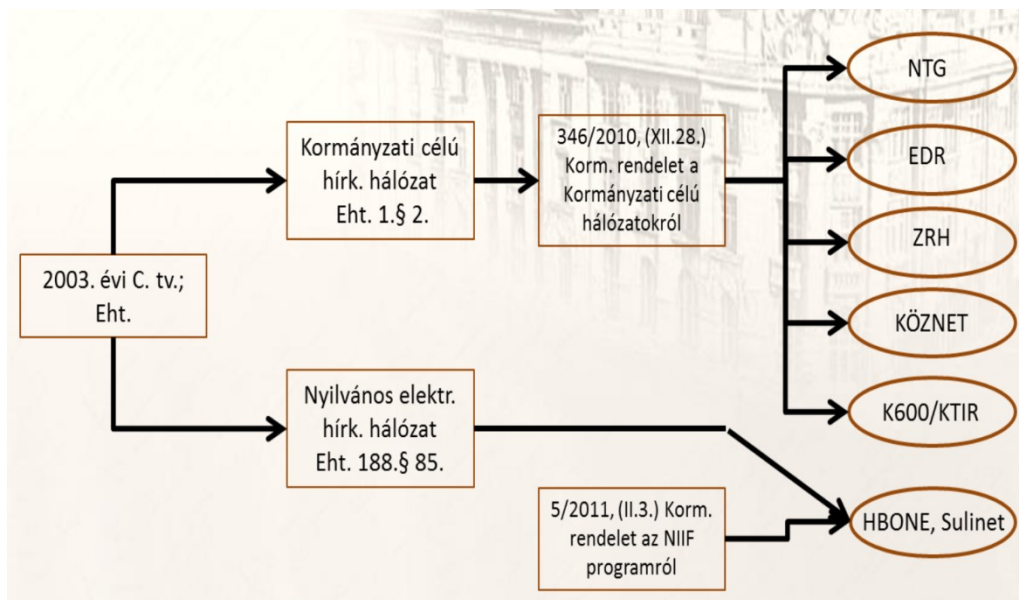 2003. évi C. tv.;
Eht.
Kormányzati célú
hírk. hálózat
Eht. 1.§ 2.
346/2010, (XII.28.)
Korm. rendelet a
Kormányzati célú
hálózatokról
NTG
EDR
ZRH
KÖZNET
K600/KTIR
Nyilvános elektr.
hírk. hálózat
Eht. 188.§ 85.
5/2011, (II.3.) Korm.
rendelet az NIIF
programról
HBONE, Sulinet